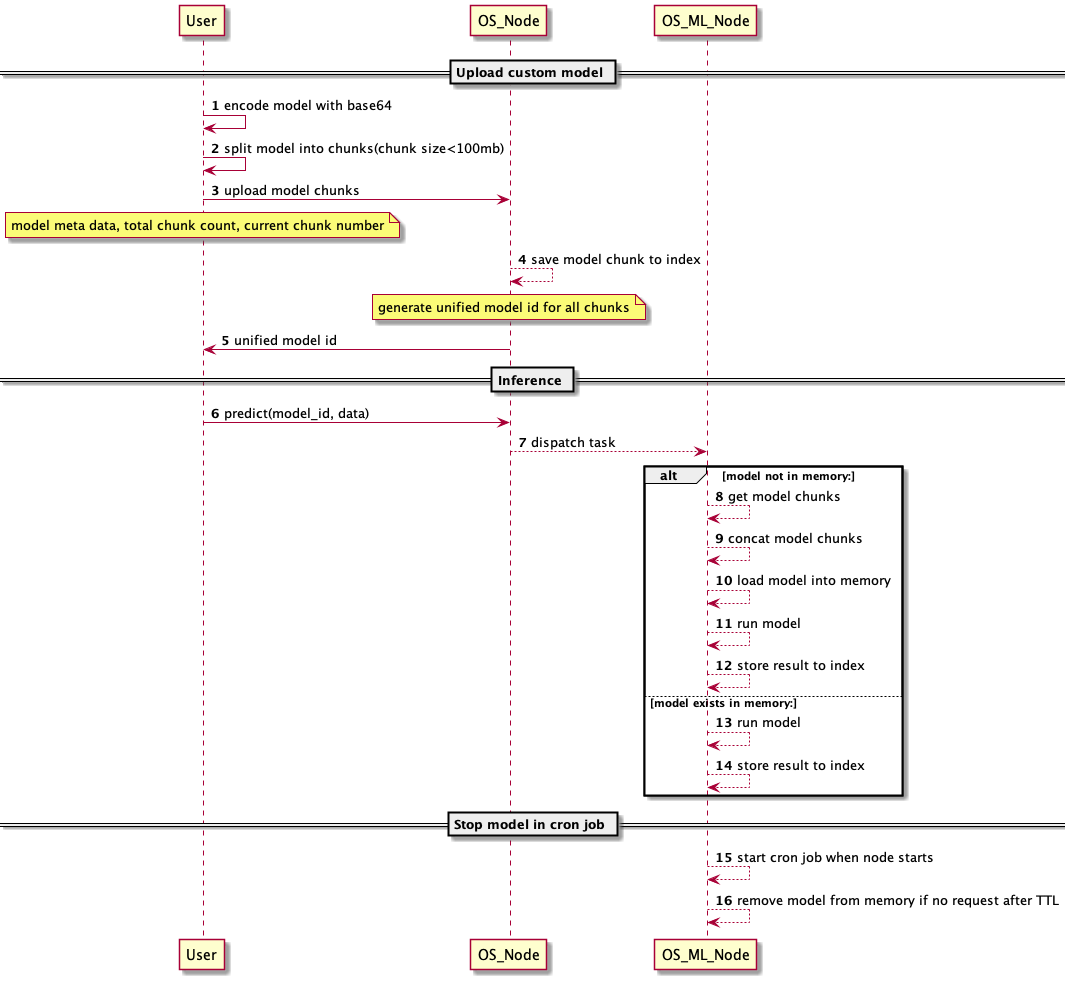 User
OS_Node
OS_ML_Node
Upload custom model
1 encode model with base64
2 split model into chunks(chunk size<100mb)
3 upload model chunks
model meta data, total chunk count, current chunk number
4 save model chunk to index
generate unified model id for all chunks
5 unified model id
Inference
6 predict(model_id, data)
7 dispatch task
alt
[model not in memory:]
8 get model chunks
9 concat model chunks
10 load model into memory
11 run model
12 store result to index
[model exists in memory:]
13 run model
14 store result to index
Stop model in cron job
15 start cron job when node starts
16 remove model from memory if no request after TTL
User
OS_Node
OS_ML_Node